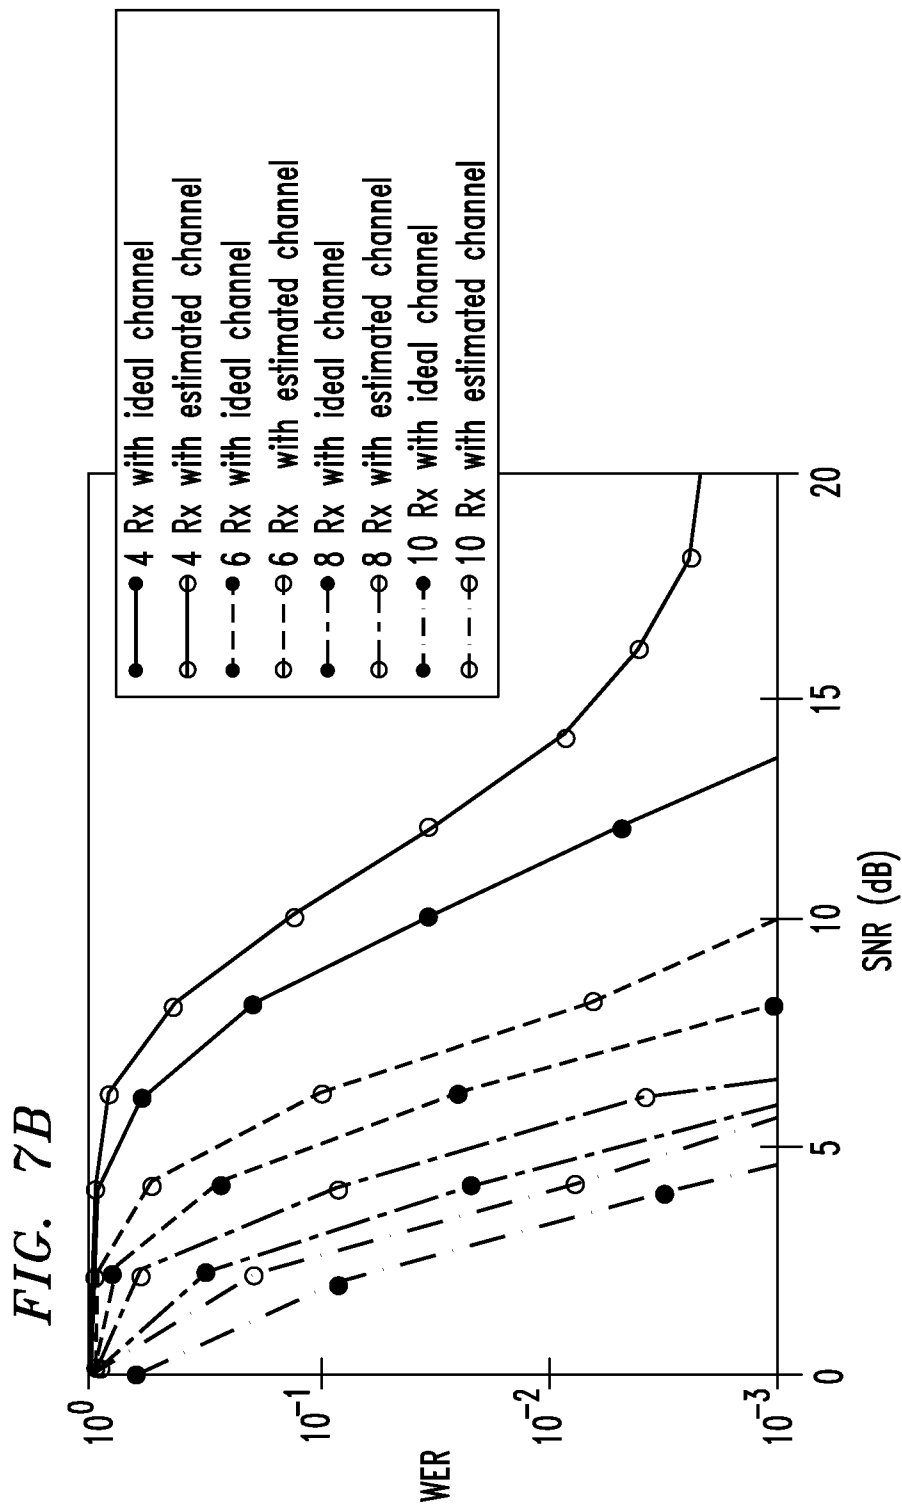 FIG. 7B
4 Rx with ideal channel
4 Rx with estimated channel
6 Rx with ideal channel
6 Rx with estimated channel
8 Rx with ideal channel
8 Rx with estimated channel
10 Rx with ideal channel
10 Rx with estimated channel
WER
10⁰
10⁻¹
10⁻²
10⁻³
0 5 10 15 20
SNR (dB)